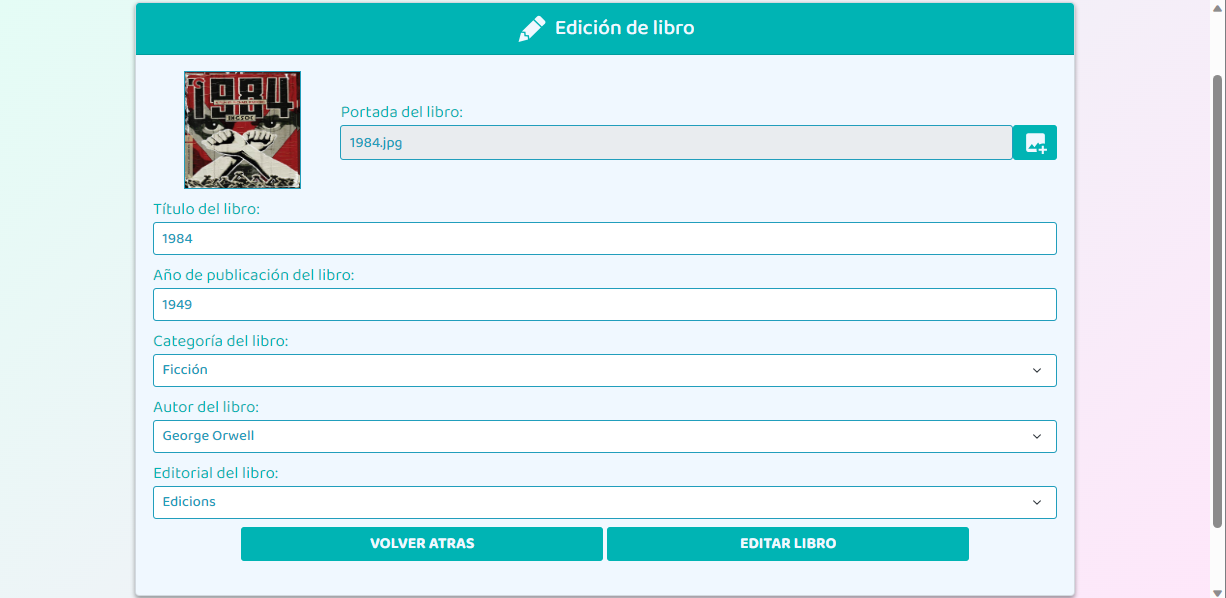 Edición de libro
1984
INGSOC
Portada del libro:
1984.jpg
Título del libro:
1984
Año de publicación del libro:
1949
Categoría del libro:
Ficción
Autor del libro:
George Orwell
Editorial del libro:
Edicions
VOLVER ATRAS
EDITAR LIBRO